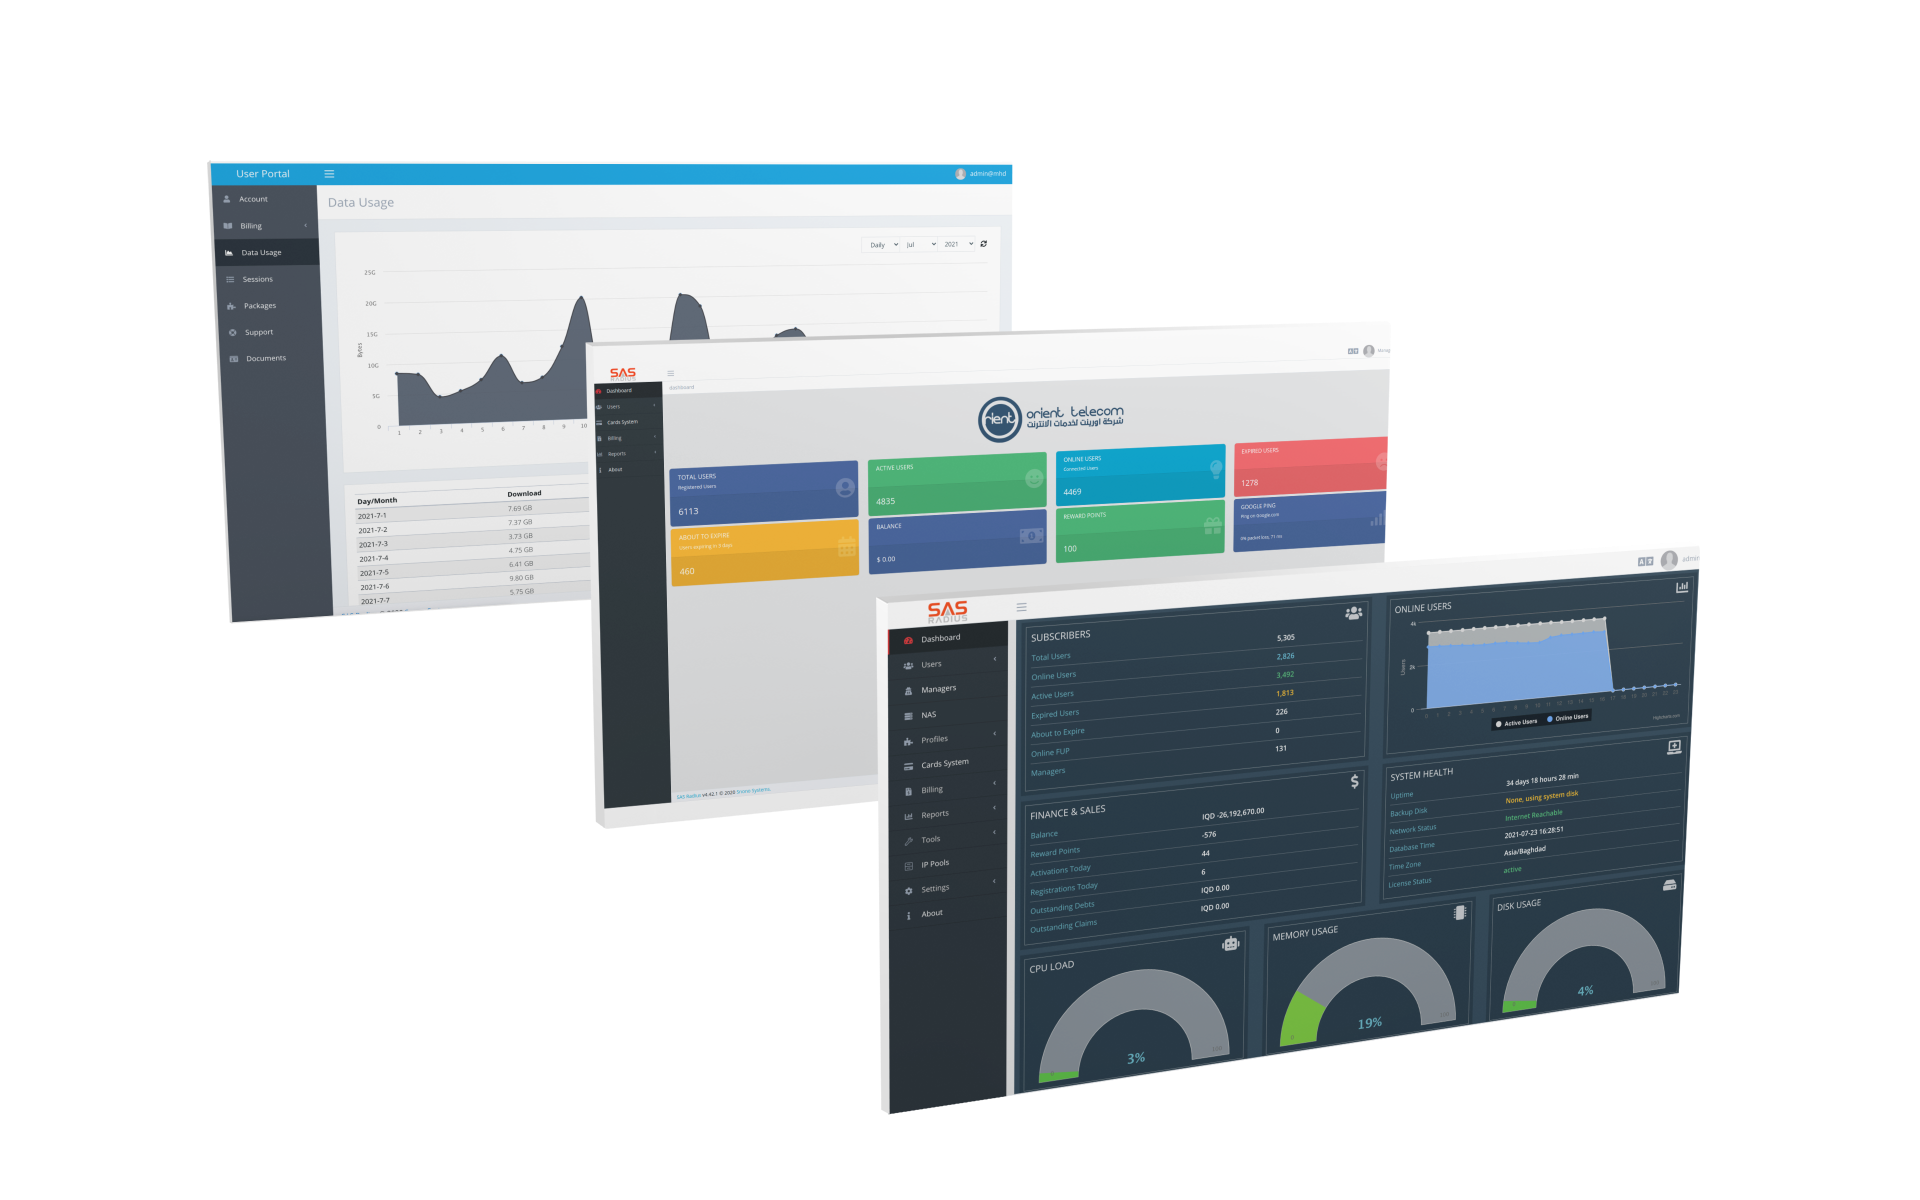 User Portal
admin@mhd
Account
Billing
Data Usage
Sessions
Packages
Support
Documents
Data Usage
Daily
Jul
2021
25G
20G
15G
10G
5G
0
Bytes
1 2 3 4 5 6 7 8 9 10
Day/Month Download
2021-7-1 7.69 GB
2021-7-2 7.37 GB
2021-7-3 3.73 GB
2021-7-4 4.75 GB
2021-7-5 6.41 GB
2021-7-6 9.80 GB
2021-7-7 5.75 GB
SAS
RADIUS
Dashboard
Users
Cards System
Billing
Reports
About
dashboard
orient telecom
شركة اورينت لخدمات الانترنت
TOTAL USERS
Registered Users
6113
ACTIVE USERS
4835
ONLINE USERS
Connected Users
4469
EXPIRED USERS
1278
ABOUT TO EXPIRE
Users expiring in 3 days
460
BALANCE
$ 0.00
REWARD POINTS
100
GOOGLE PING
Ping on Google.com
0% packet loss, 71 ms
SAS Radius v4.42.1 © 2020 Snono Systems.
SAS
RADIUS
admin
Dashboard
Users
Managers
NAS
Profiles
Cards System
Billing
Reports
Tools
IP Pools
Settings
About
SUBSCRIBERS
Total Users 5,305
Online Users 2,826
Active Users 3,492
Expired Users 1,813
About to Expire 226
Online FUP 0
Managers 131
FINANCE & SALES
Balance IQD -26,192,670.00
Reward Points -576
Activations Today 44
Registrations Today 6
Outstanding Debts IQD 0.00
Outstanding Claims IQD 0.00
ONLINE USERS
4k
2k
0
Users
Active Users Online Users
SYSTEM HEALTH
Uptime 34 days 18 hours 28 min
Backup Disk None, using system disk
Network Status Internet Reachable
Database Time 2021-07-23 16:28:51
Time Zone Asia/Baghdad
License Status active
CPU LOAD
3%
MEMORY USAGE
19%
DISK USAGE
4%